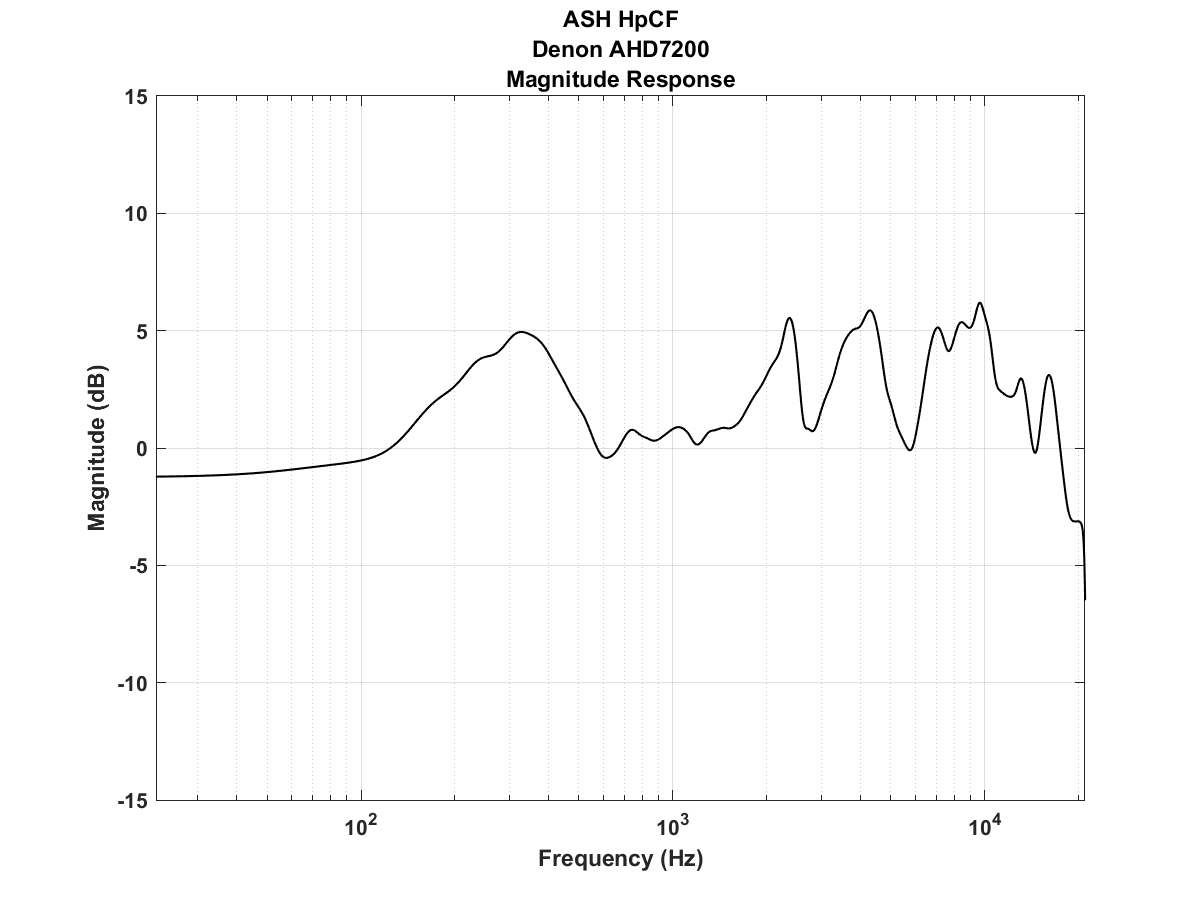 ASH HpCF
Denon AHD7200
Magnitude Response
15
10
5
0
-5
-10
-15
Magnitude (dB)
10²
10³
10⁴
Frequency (Hz)